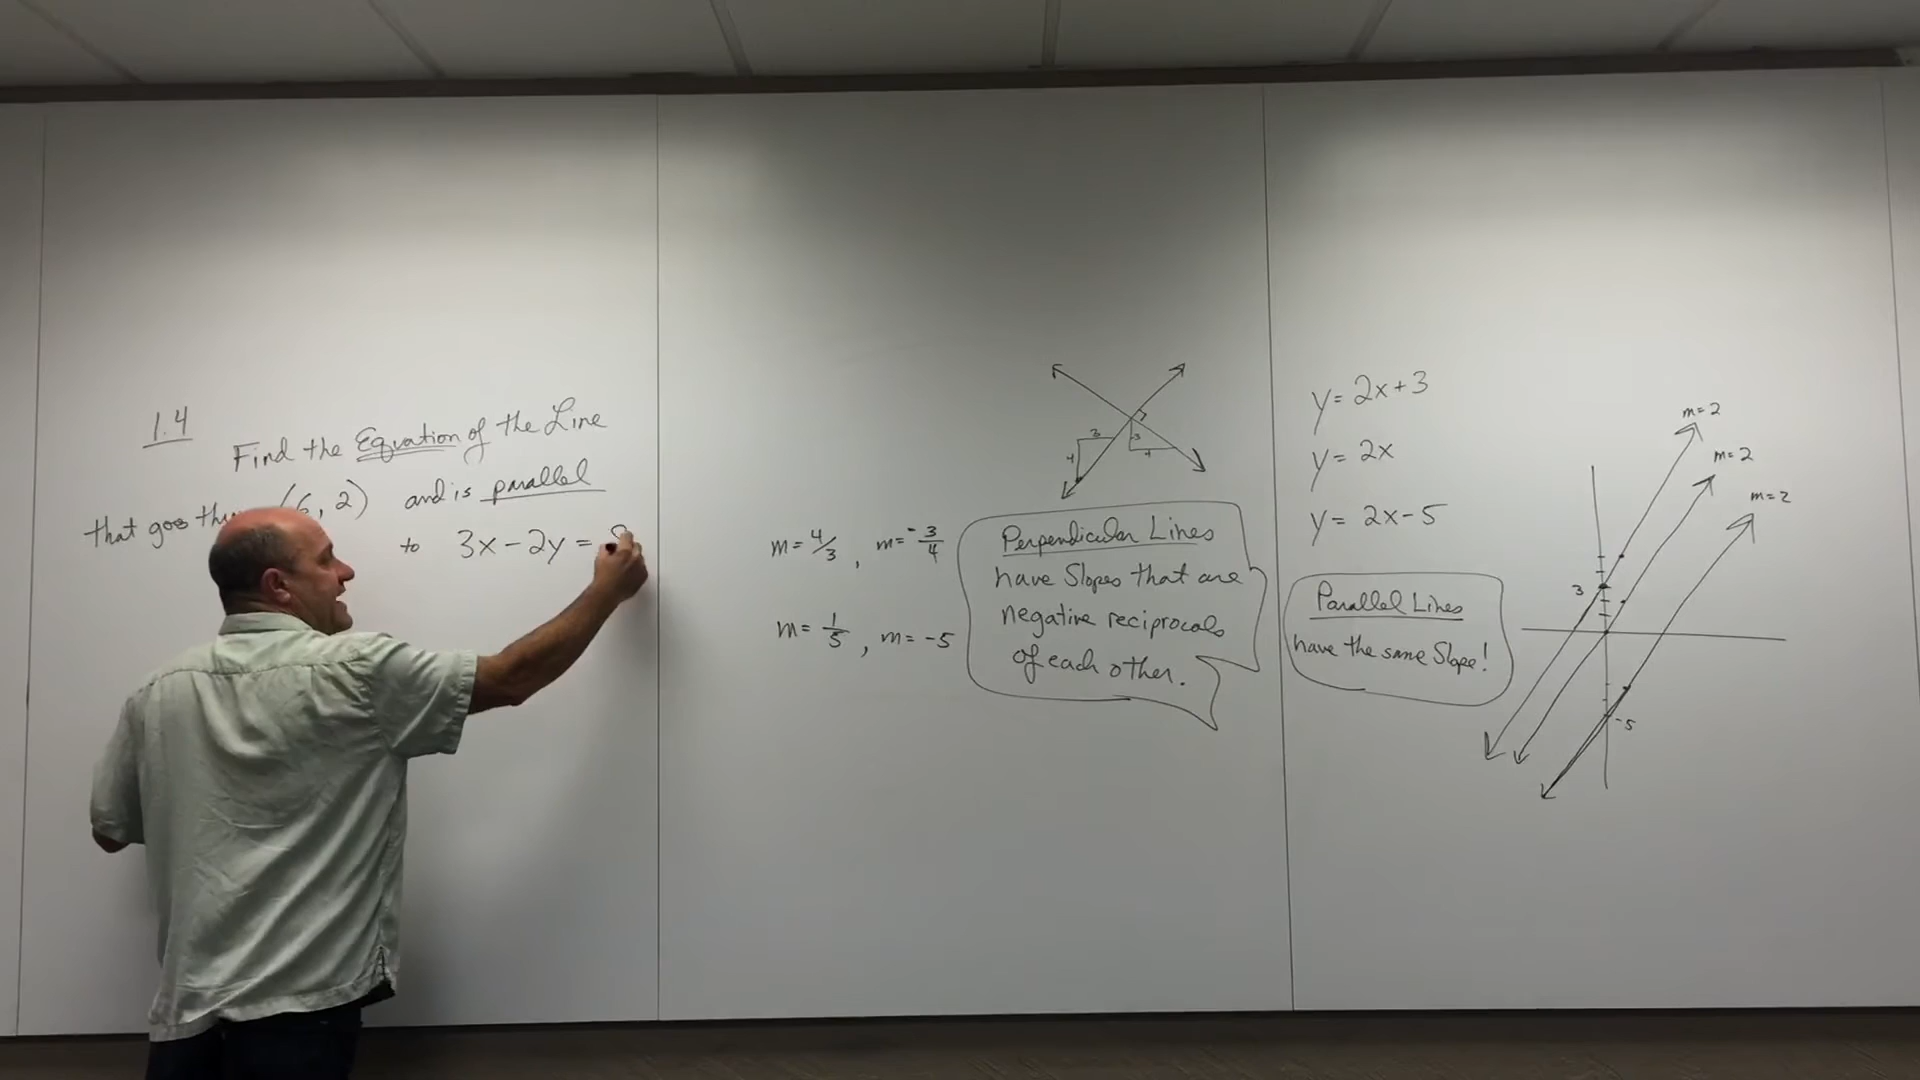 1.4
Find the Equation of the Line
that goes thru (6, 2) and is parallel
to 3x - 2y =
3
4
3
4
m = 4/3 , m = -3/4
m = 1/5 , m = -5
Perpendicular Lines
have Slopes that are
negative reciprocals
of each other.
y = 2x + 3
y = 2x
y = 2x - 5
Parallel Lines
have the same Slope!
m = 2
m = 2
m = 2
3
-5